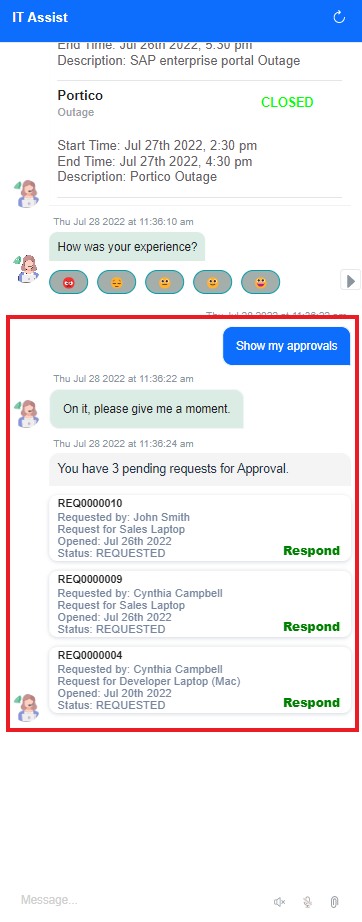 IT Assist
End Time: Jul 26th 2022, 5:30 pm
Description: SAP enterprise portal Outage
Portico
CLOSED
Outage
Start Time: Jul 27th 2022, 2:30 pm
End Time: Jul 27th 2022, 4:30 pm
Description: Portico Outage
Thu Jul 28 2022 at 11:36:10 am
How was your experience?
Thu Jul 28 2022 at 11:36:22 am
Show my approvals
Thu Jul 28 2022 at 11:36:22 am
On it, please give me a moment.
Thu Jul 28 2022 at 11:36:24 am
You have 3 pending requests for Approval.
REQ0000010
Requested by: John Smith
Request for Sales Laptop
Opened: Jul 26th 2022
Status: REQUESTED
Respond
REQ0000009
Requested by: Cynthia Campbell
Request for Sales Laptop
Opened: Jul 26th 2022
Status: REQUESTED
Respond
REQ0000004
Requested by: Cynthia Campbell
Request for Developer Laptop (Mac)
Opened: Jul 20th 2022
Status: REQUESTED
Respond
Message...